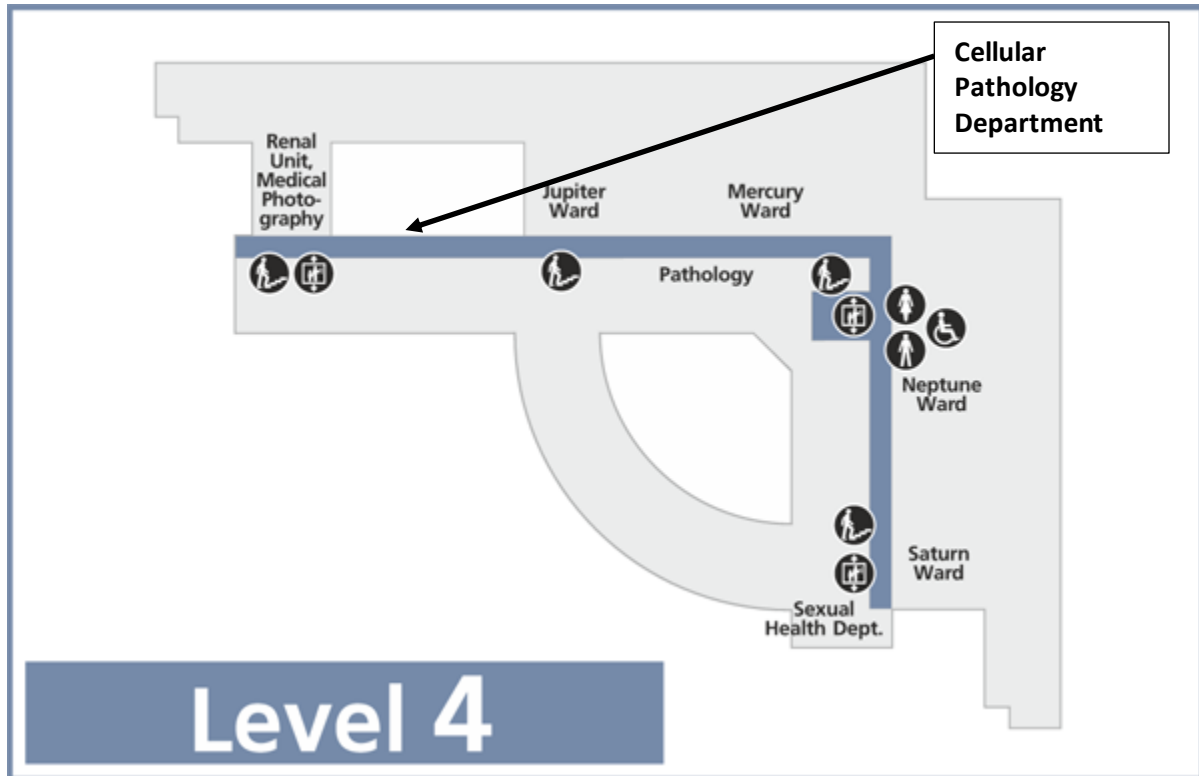 Cellular
Pathology
Department
Renal
Unit,
Medical
Photo-
graphy
Jupiter
Ward
Mercury
Ward
Pathology
Neptune
Ward
Saturn
Ward
Sexual
Health Dept.
Level 4